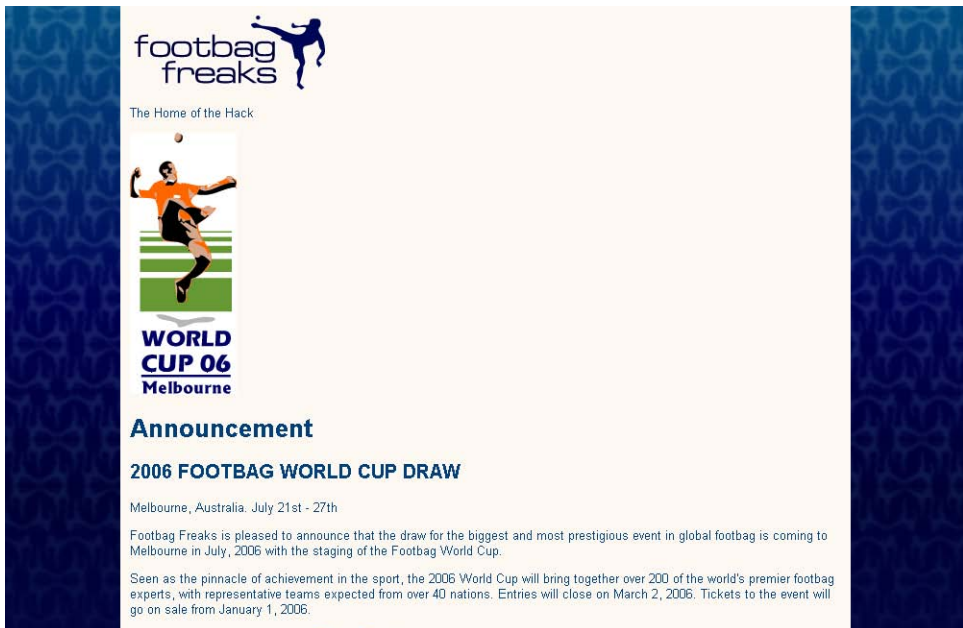 footbag
freaks
The Home of the Hack
WORLD
CUP 06
Melbourne
Announcement
2006 FOOTBAG WORLD CUP DRAW
Melbourne, Australia. July 21st - 27th
Footbag Freaks is pleased to announce that the draw for the biggest and most prestigious event in global footbag is coming to
Melbourne in July, 2006 with the staging of the Footbag World Cup.
Seen as the pinnacle of achievement in the sport, the 2006 World Cup will bring together over 200 of the world's premier footbag
experts, with representative teams expected from over 40 nations. Entries will close on March 2, 2006. Tickets to the event will
go on sale from January 1, 2006.